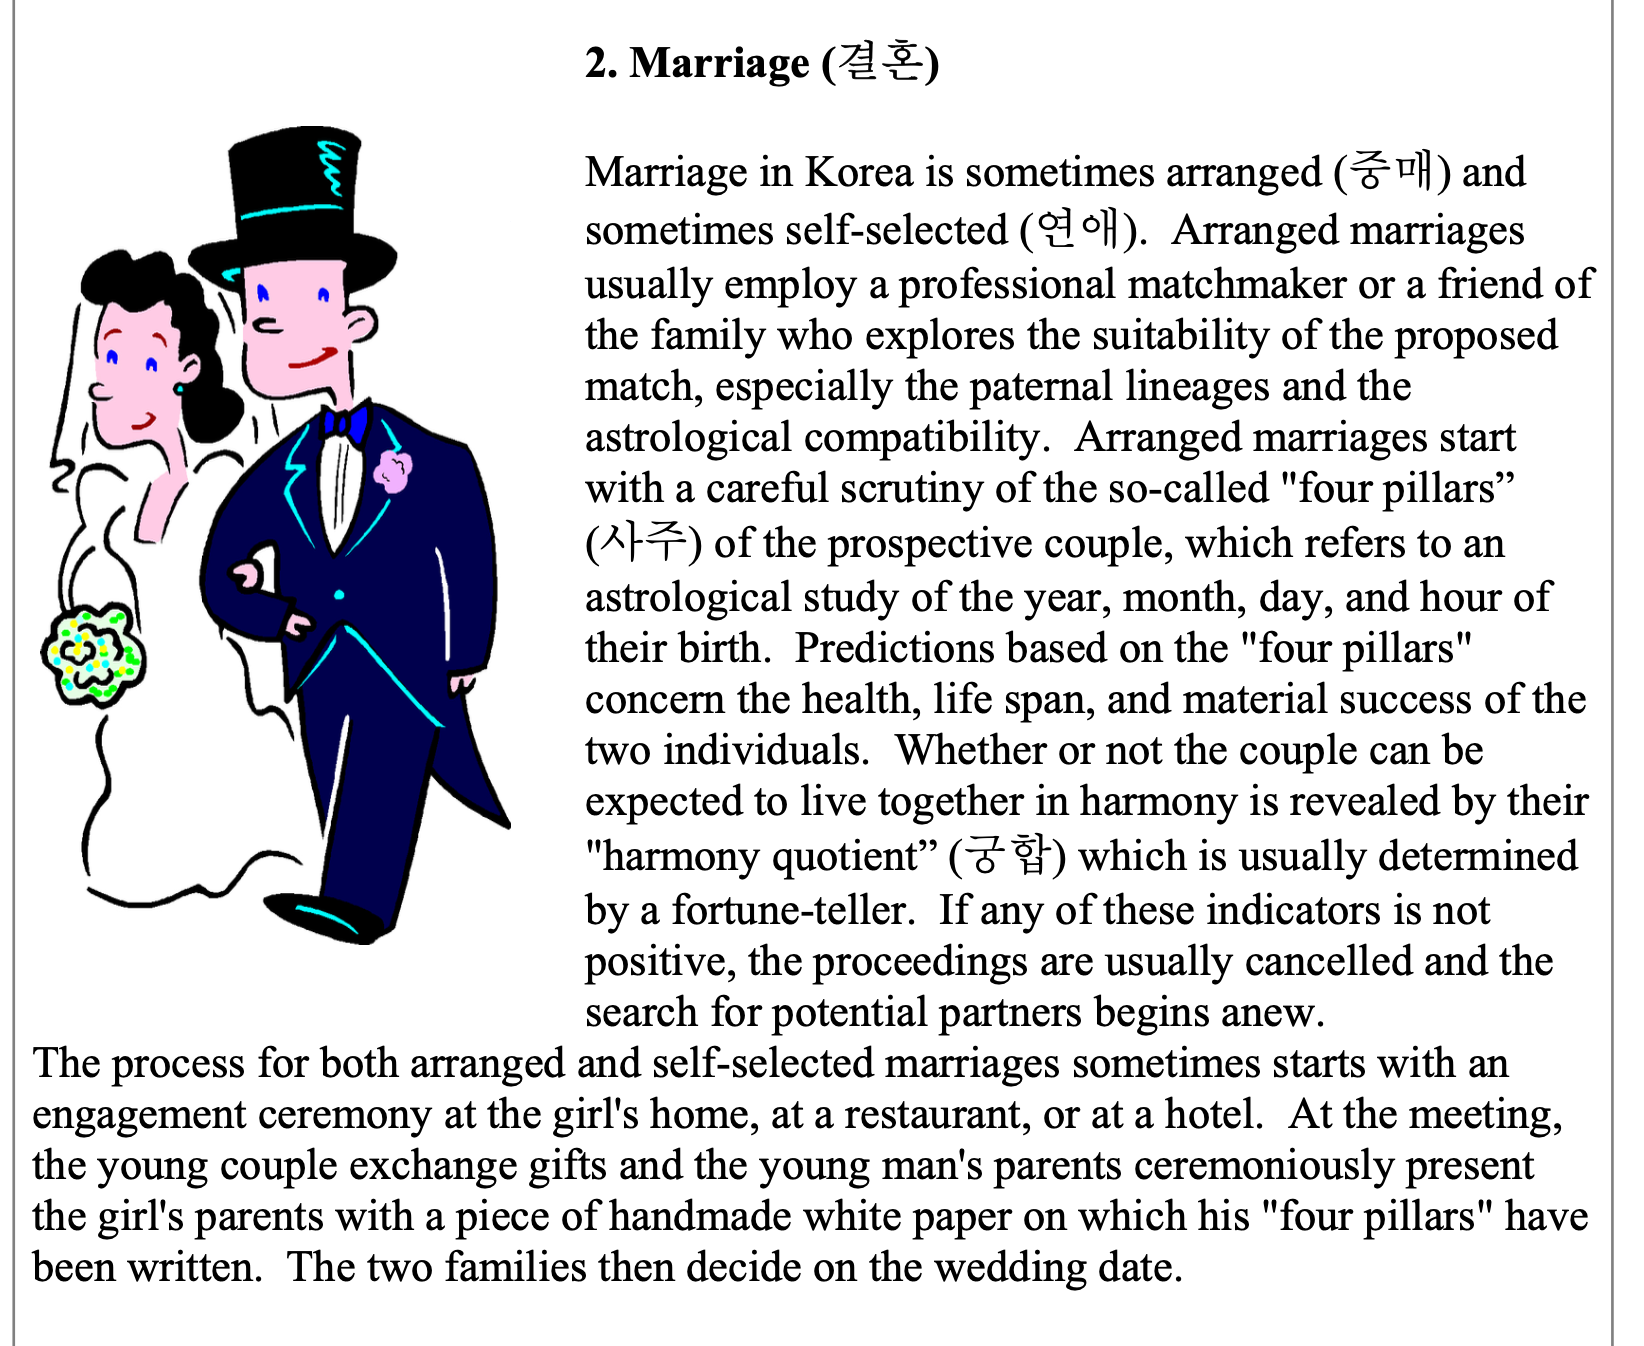 2. Marriage (결혼)
Marriage in Korea is sometimes arranged (중매) and
sometimes self-selected (연애).  Arranged marriages
usually employ a professional matchmaker or a friend of
the family who explores the suitability of the proposed
match, especially the paternal lineages and the
astrological compatibility.  Arranged marriages start
with a careful scrutiny of the so-called "four pillars”
(사주) of the prospective couple, which refers to an
astrological study of the year, month, day, and hour of
their birth.  Predictions based on the "four pillars"
concern the health, life span, and material success of the
two individuals.  Whether or not the couple can be
expected to live together in harmony is revealed by their
"harmony quotient” (궁합) which is usually determined
by a fortune-teller.  If any of these indicators is not
positive, the proceedings are usually cancelled and the
search for potential partners begins anew.
The process for both arranged and self-selected marriages sometimes starts with an
engagement ceremony at the girl's home, at a restaurant, or at a hotel.  At the meeting,
the young couple exchange gifts and the young man's parents ceremoniously present
the girl's parents with a piece of handmade white paper on which his "four pillars" have
been written.  The two families then decide on the wedding date.